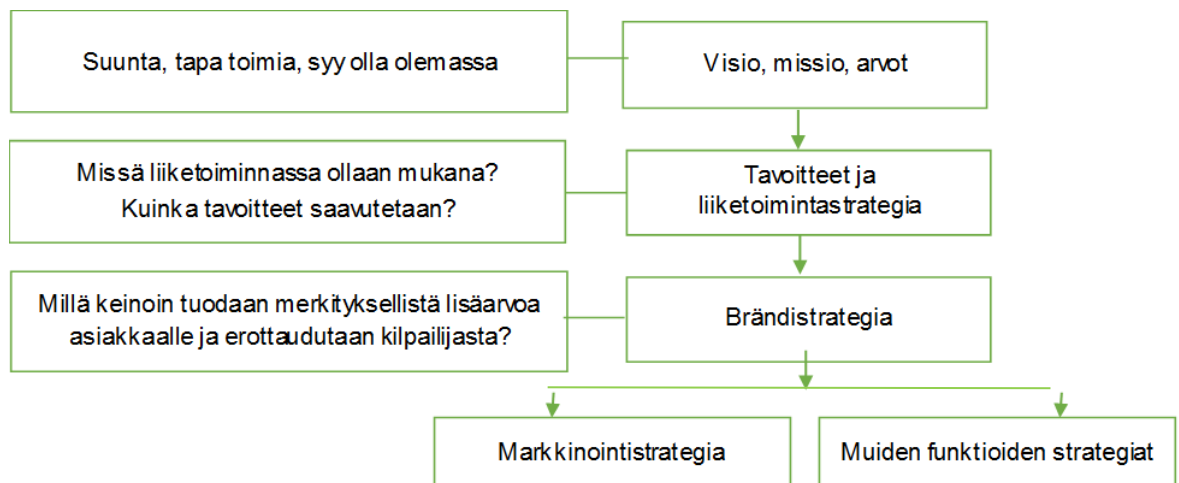 Suunta, tapa toimia, syy olla olemassa
Visio, missio, arvot
Missä liiketoiminnassa ollaan mukana?
Kuinka tavoitteet saavutetaan?
Tavoitteet ja
liiketoimintastrategia
Millä keinoin tuodaan merkityksellistä lisäarvoa
asiakkaalle ja erottaudutaan kilpailijasta?
Brändistrategia
Markkinointistrategia
Muiden funktioiden strategiat